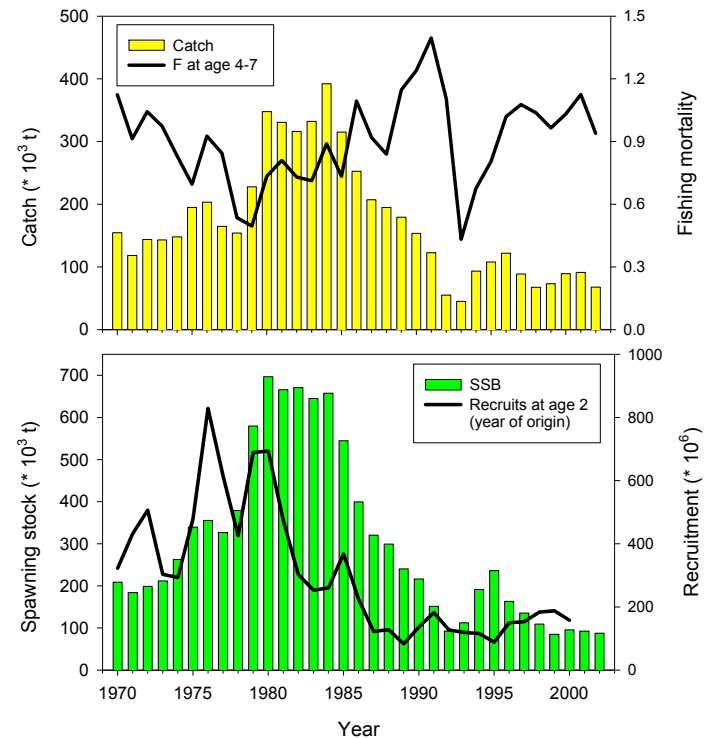 500
400
300
200
100
0
Catch (* 10³ t)
Catch
F at age 4-7
1.5
1.2
0.9
0.6
0.3
0.0
Fishing mortality
700
600
500
400
300
200
100
0
Spawning stock (* 10³ t)
SSB
Recruits at age 2
(year of origin)
1000
800
600
400
200
0
Recruitment (* 10⁶)
1970 1975 1980 1985 1990 1995 2000
Year